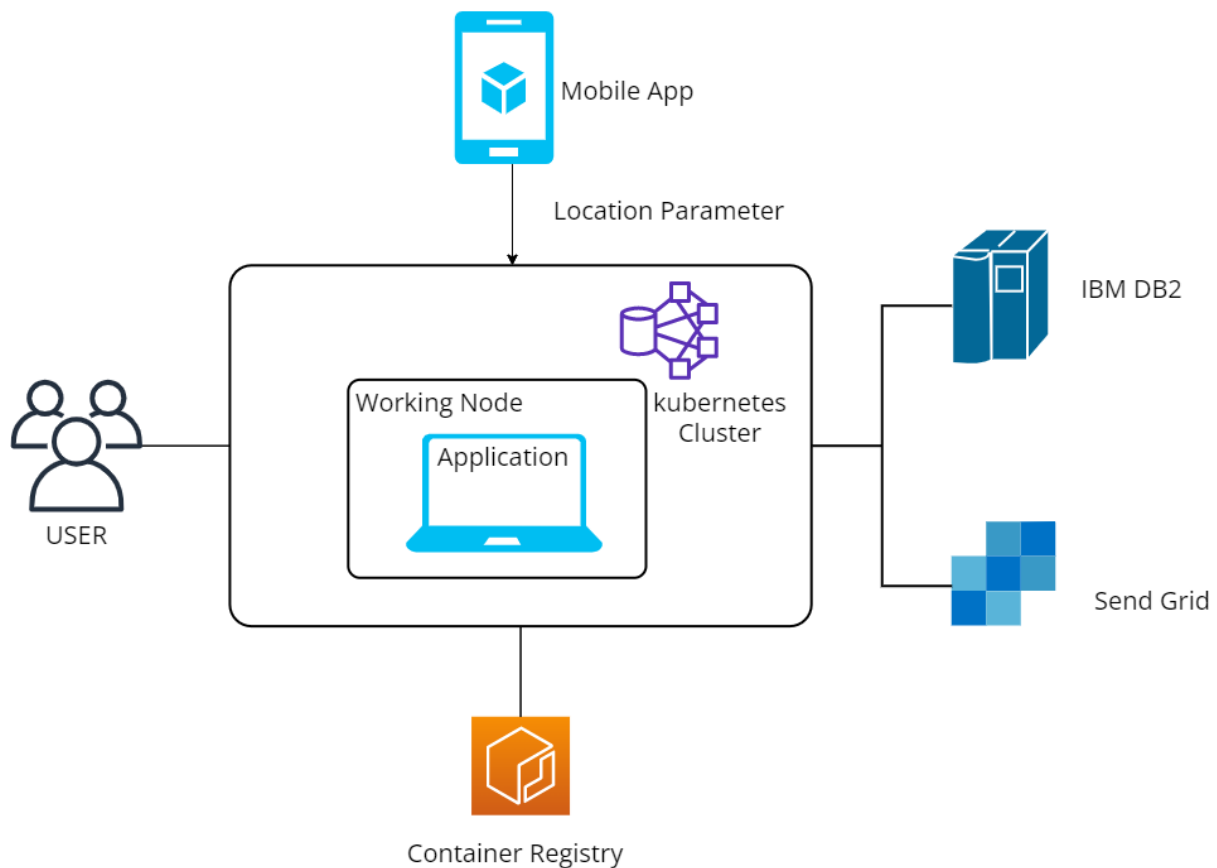 Mobile App
Location Parameter
IBM DB2
Working Node
kubernetes
Cluster
Application
USER
Send Grid
Container Registry